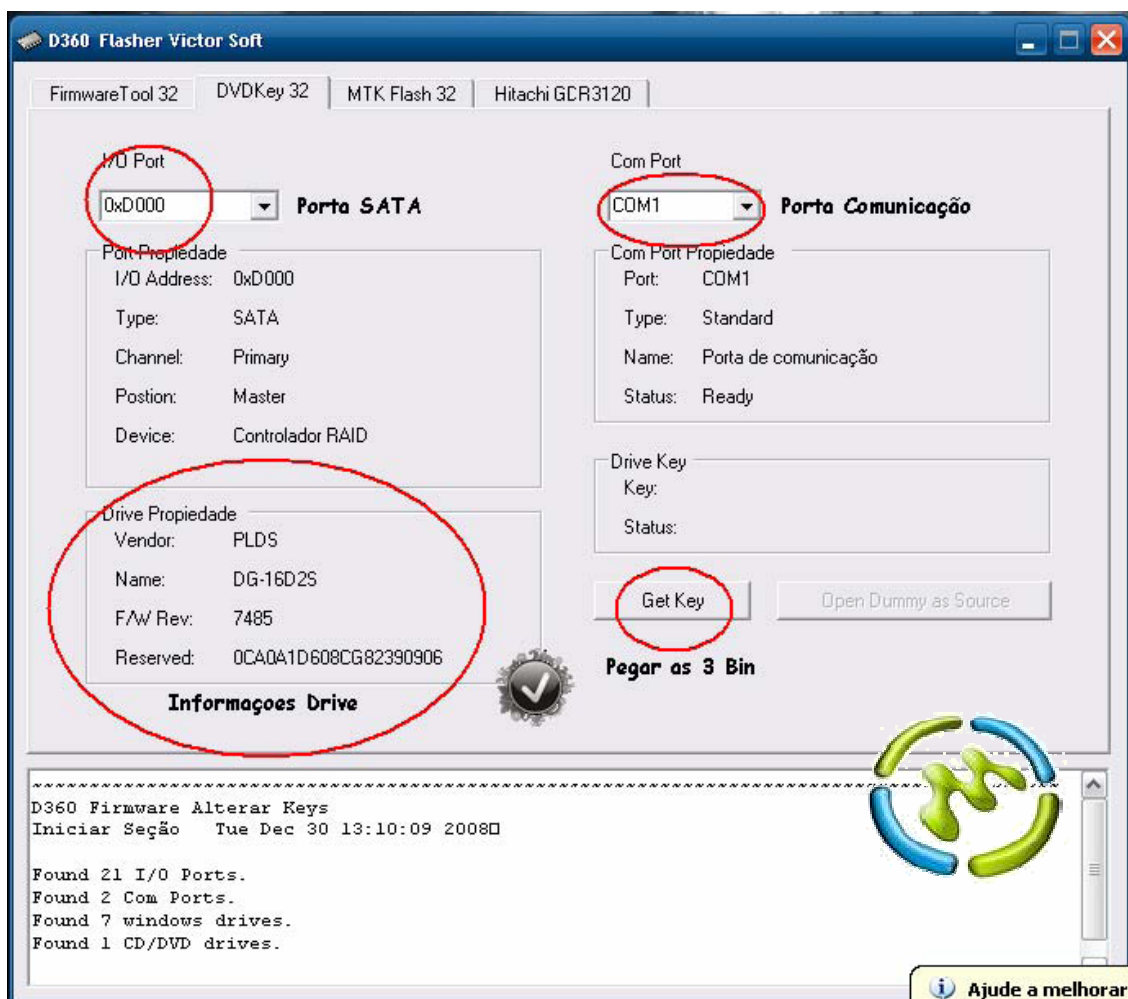 D360 Flasher Victor Soft
FirmwareTool 32 DVDKey 32 MTK Flash 32 Hitachi GDR3120
I/O Port
0xD000 Porta SATA
Port Propiedade
I/O Address: 0xD000
Type: SATA
Channel: Primary
Postion: Master
Device: Controlador RAID
Drive Propiedade
Vendor: PLDS
Name: DG-16D2S
F/W Rev: 7485
Reserved: 0CA0A1D608CG82390906
Informaçoes Drive
Com Port
COM1 Porta Comunicação
Com Port Propiedade
Port: COM1
Type: Standard
Name: Porta de comunicação
Status: Ready
Drive Key
Key:
Status:
Get Key Open Dummy as Source
Pegar as 3 Bin
D360 Firmware Alterar Keys
Iniciar Seção Tue Dec 30 13:10:09 2008
Found 21 I/O Ports.
Found 2 Com Ports.
Found 7 windows drives.
Found 1 CD/DVD drives.
Ajude a melhorar